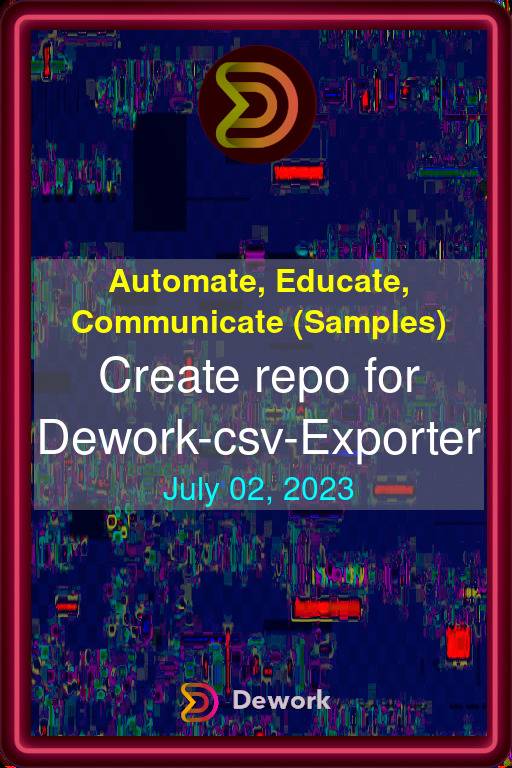 Automate, Educate,
Communicate (Samples)
Create repo for
Dework-csv-Exporter
July 02, 2023
Dework